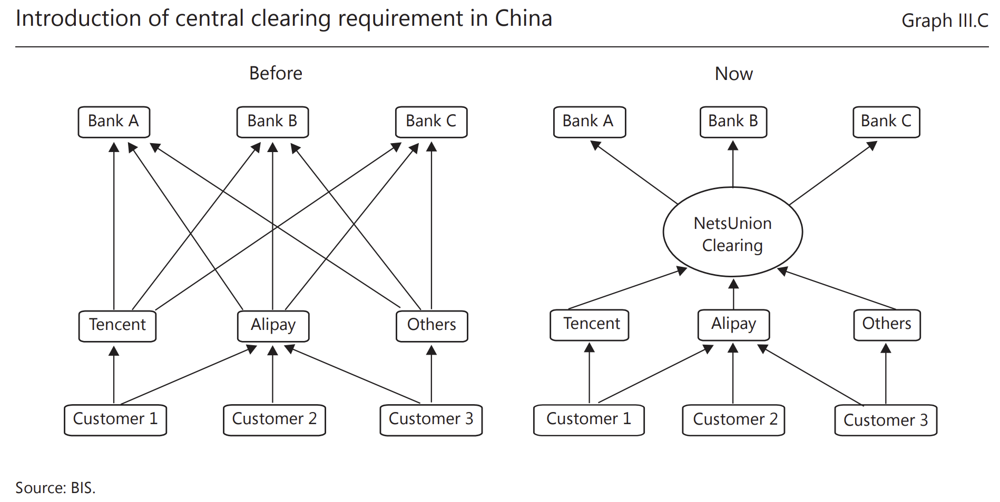 Introduction of central clearing requirement in China
Graph III.C
Before
Now
Bank A
Bank B
Bank C
Bank A
Bank B
Bank C
NetsUnion
Clearing
Tencent
Alipay
Others
Tencent
Alipay
Others
Customer 1
Customer 2
Customer 3
Customer 1
Customer 2
Customer 3
Source: BIS.